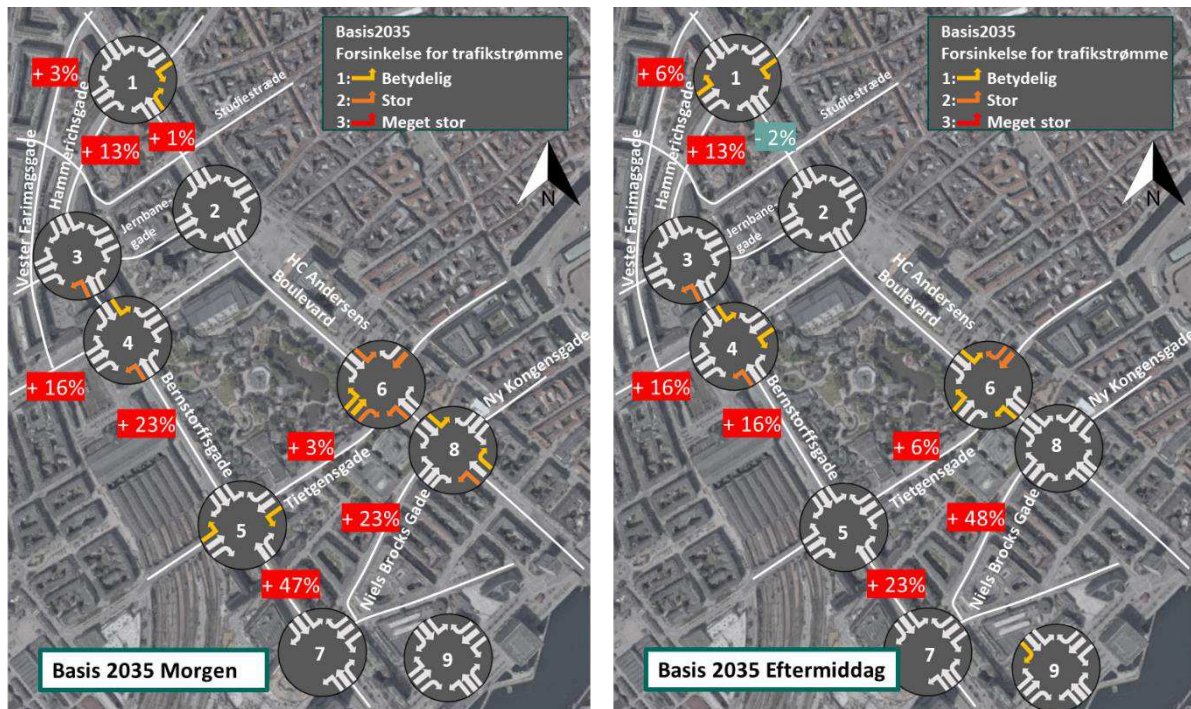 Basis2035
Forsinkelse for trafikstrømme
1: Betydelig
2: Stor
3: Meget stor
N
1
+ 3%
+ 13%
+ 1%
Studiestræde
Vester Farimagsgade
Hammerichsgade
2
Jernbane-
gade
3
HC Andersens
Boulevard
4
+ 16%
+ 23%
Bernstorffsgade
6
Ny Kongensgade
+ 3%
8
Tietgensgade
5
+ 23%
Niels Brocks Gade
+ 47%
7
9
Basis 2035 Morgen
Basis2035
Forsinkelse for trafikstrømme
1: Betydelig
2: Stor
3: Meget stor
N
1
+ 6%
+ 13%
- 2%
Studiestræde
Vester Farimagsgade
Hammerichsgade
2
Jernbane-
gade
3
HC Andersens
Boulevard
4
+ 16%
+ 16%
Bernstorffsgade
6
Ny Kongensgade
+ 6%
8
Tietgensgade
5
+ 48%
Niels Brocks Gade
+ 23%
7
9
Basis 2035 Eftermiddag